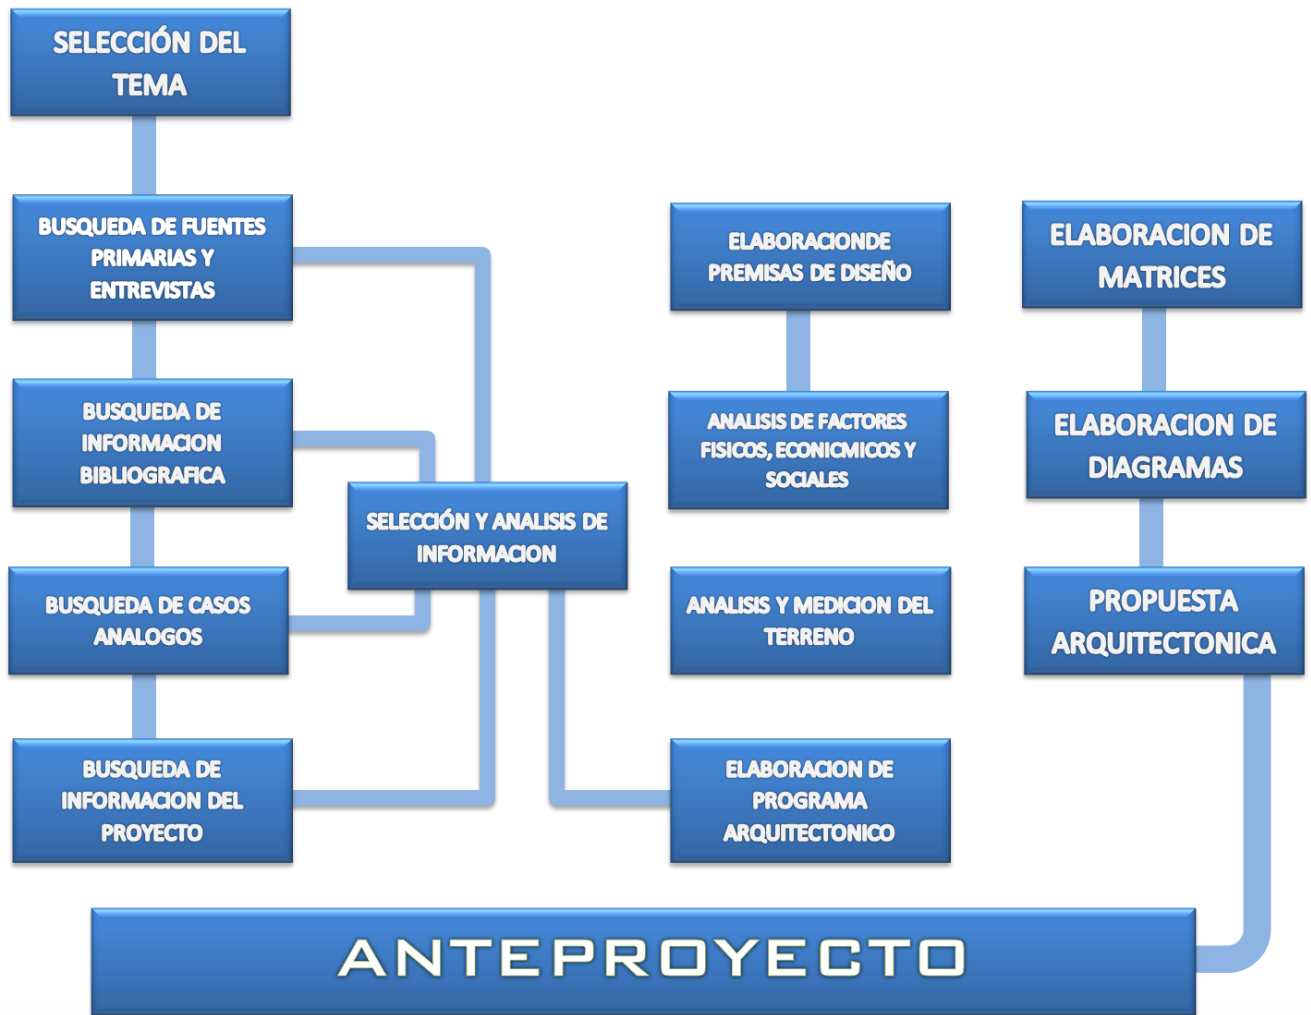 SELECCIÓN DEL
TEMA
BUSQUEDA DE FUENTES
PRIMARIAS Y
ENTREVISTAS
BUSQUEDA DE
INFORMACION
BIBLIOGRAFICA
BUSQUEDA DE CASOS
ANALOGOS
BUSQUEDA DE
INFORMACION DEL
PROYECTO
SELECCIÓN Y ANALISIS DE
INFORMACION
ELABORACIONDE
PREMISAS DE DISEÑO
ANALISIS DE FACTORES
FISICOS, ECONICMICOS Y
SOCIALES
ANALISIS Y MEDICION DEL
TERRENO
ELABORACION DE
PROGRAMA
ARQUITECTONICO
ELABORACION DE
MATRICES
ELABORACION DE
DIAGRAMAS
PROPUESTA
ARQUITECTONICA
ANTEPROYECTO